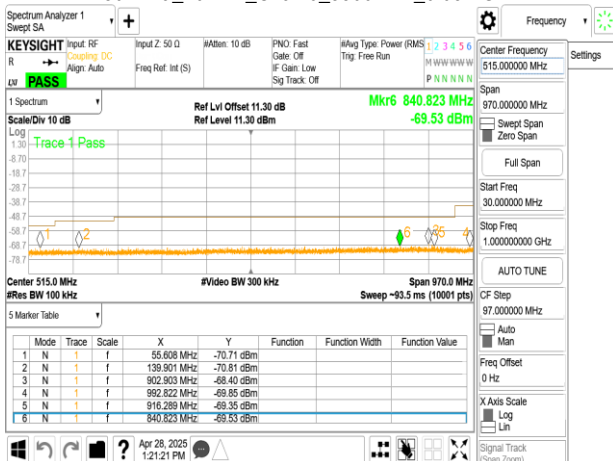 Spectrum Analyzer 1
Swept SA
Frequency
KEYSIGHT
R
PASS
Input: RF
Coupling: DC
Align: Auto
Input Z: 50 Ω
Freq Ref: Int (S)
#Atten: 10 dB
PNO: Fast
Gate: Off
IF Gain: Low
Sig Track: Off
#Avg Type: Power (RMS
Trig: Free Run
1 2 3 4 5 6
M W W W W W
P N N N N N
Center Frequency
515.000000 MHz
Settings
Span
970.000000 MHz
Swept Span
Zero Span
Full Span
Start Freq
30.000000 MHz
Stop Freq
1.000000000 GHz
AUTO TUNE
CF Step
97.000000 MHz
Auto
Man
Freq Offset
0 Hz
X Axis Scale
Log
Lin
Signal Track
(Span Zoom)
1 Spectrum
Scale/Div 10 dB
Ref Lvl Offset 11.30 dB
Ref Level 11.30 dBm
Mkr6 840.823 MHz
-69.53 dBm
Log
Trace 1 Pass
1.30
-8.70
-18.7
-28.7
-38.7
-48.7
-58.7
-68.7
-78.7
1 2 6 3 5 4
Center 515.0 MHz
#Video BW 300 kHz
Span 970.0 MHz
#Res BW 100 kHz
Sweep ~93.5 ms (10001 pts)
5 Marker Table
Mode Trace Scale X Y Function Function Width Function Value
1 N 1 f 55.608 MHz -70.71 dBm
2 N 1 f 139.901 MHz -70.81 dBm
3 N 1 f 902.903 MHz -68.40 dBm
4 N 1 f 992.822 MHz -69.85 dBm
5 N 1 f 916.289 MHz -69.35 dBm
6 N 1 f 840.823 MHz -69.53 dBm
?
Apr 28, 2025
1:21:21 PM